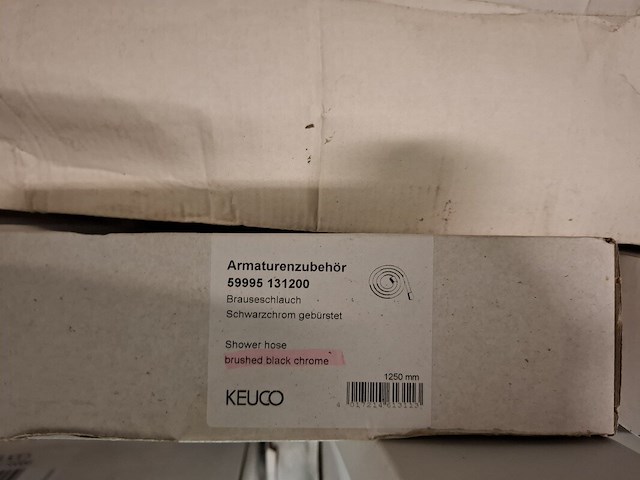 Armaturenzubehör
59995 131200
Brauseschlauch
Schwarzchrom gebürstet
Shower hose
brushed black chrome
1250 mm
KEUCO